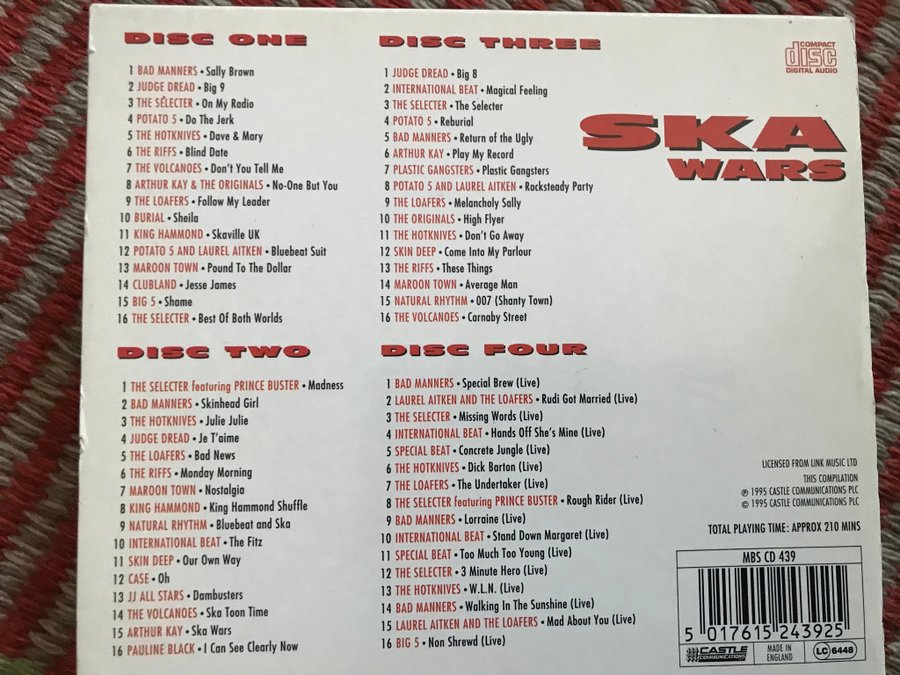 DISC ONE
1 BAD MANNERS • Sally Brown
2 JUDGE DREAD • Big 9
3 THE SELECTER • On My Radio
4 POTATO 5 • Do The Jerk
5 THE HOTKNIVES • Dave & Mary
6 THE RIFFS • Blind Date
7 THE VOLCANOES • Don't You Tell Me
8 ARTHUR KAY & THE ORIGINALS • No-One But You
9 THE LOAFERS • Follow My Leader
10 BURIAL • Sheila
11 KING HAMMOND • Skaville UK
12 POTATO 5 AND LAUREL AITKEN • Bluebeat Suit
13 MAROON TOWN • Pound To The Dollar
14 CLUBLAND • Jesse James
15 BIG 5 • Shame
16 THE SELECTER • Best Of Both Worlds
DISC TWO
1 THE SELECTER featuring PRINCE BUSTER • Madness
2 BAD MANNERS • Skinhead Girl
3 THE HOTKNIVES • Julie Julie
4 JUDGE DREAD • Je T'aime
5 THE LOAFERS • Bad News
6 THE RIFFS • Monday Morning
7 MAROON TOWN • Nostalgia
8 KING HAMMOND • King Hammond Shuffle
9 NATURAL RHYTHM • Bluebeat and Ska
10 INTERNATIONAL BEAT • The Fitz
11 SKIN DEEP • Our Own Way
12 CASE • Oh
13 JJ ALL STARS • Dambusters
14 THE VOLCANOES • Ska Toon Time
15 ARTHUR KAY • Ska Wars
16 PAULINE BLACK • I Can See Clearly Now
DISC THREE
1 JUDGE DREAD • Big 8
2 INTERNATIONAL BEAT • Magical Feeling
3 THE SELECTER • The Selecter
4 POTATO 5 • Reburial
5 BAD MANNERS • Return of the Ugly
6 ARTHUR KAY • Play My Record
7 PLASTIC GANGSTERS • Plastic Gangsters
8 POTATO 5 AND LAUREL AITKEN • Rocksteady Party
9 THE LOAFERS • Melancholy Sally
10 THE ORIGINALS • High Flyer
11 THE HOTKNIVES • Don't Go Away
12 SKIN DEEP • Come Into My Parlour
13 THE RIFFS • These Things
14 MAROON TOWN • Average Man
15 NATURAL RHYTHM • 007 (Shanty Town)
16 THE VOLCANOES • Carnaby Street
DISC FOUR
1 BAD MANNERS • Special Brew (Live)
2 LAUREL AITKEN AND THE LOAFERS • Rudi Got Married (Live)
3 THE SELECTER • Missing Words (Live)
4 INTERNATIONAL BEAT • Hands Off She's Mine (Live)
5 SPECIAL BEAT • Concrete Jungle (Live)
6 THE HOTKNIVES • Dick Barton (Live)
7 THE LOAFERS • The Undertaker (Live)
8 THE SELECTER featuring PRINCE BUSTER • Rough Rider (Live)
9 BAD MANNERS • Lorraine (Live)
10 INTERNATIONAL BEAT • Stand Down Margaret (Live)
11 SPECIAL BEAT • Too Much Too Young (Live)
12 THE SELECTER • 3 Minute Hero (Live)
13 THE HOTKNIVES • W.L.N. (Live)
14 BAD MANNERS • Walking In The Sunshine (Live)
15 LAUREL AITKEN AND THE LOAFERS • Mad About You (Live)
16 BIG 5 • Non Shrewd (Live)
COMPACT
disc
DIGITAL AUDIO
SKA
WARS
LICENSED FROM LINK MUSIC LTD
THIS COMPILATION
℗ 1995 CASTLE COMMUNICATIONS PLC
© 1995 CASTLE COMMUNICATIONS PLC
TOTAL PLAYING TIME: APPROX 210 MINS
MBS CD 439
5 017615 243925
CASTLE
COMMUNICATIONS
MADE IN
ENGLAND
LC 6448